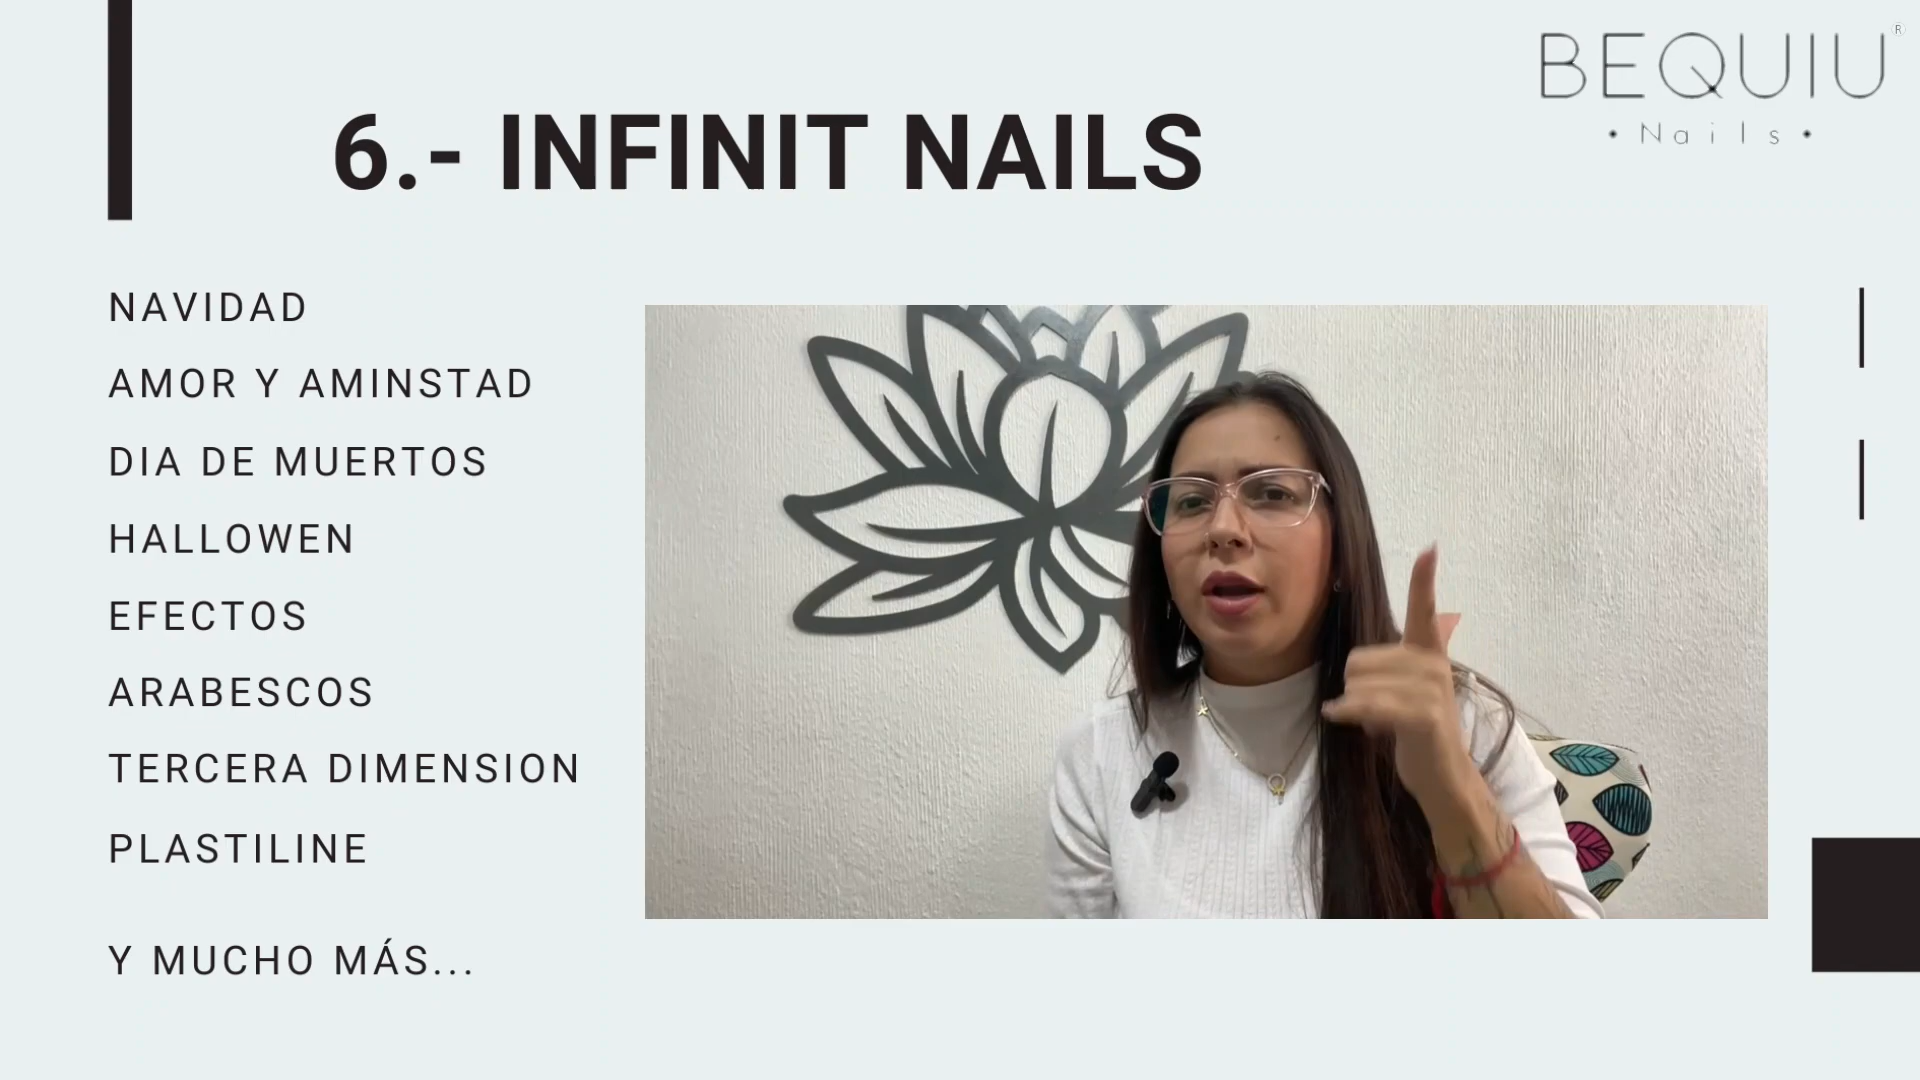 BEQUIU®
• Nails •
6.- INFINIT NAILS
NAVIDAD
AMOR Y AMINSTAD
DIA DE MUERTOS
HALLOWEN
EFECTOS
ARABESCOS
TERCERA DIMENSION
PLASTILINE
Y MUCHO MÁS...